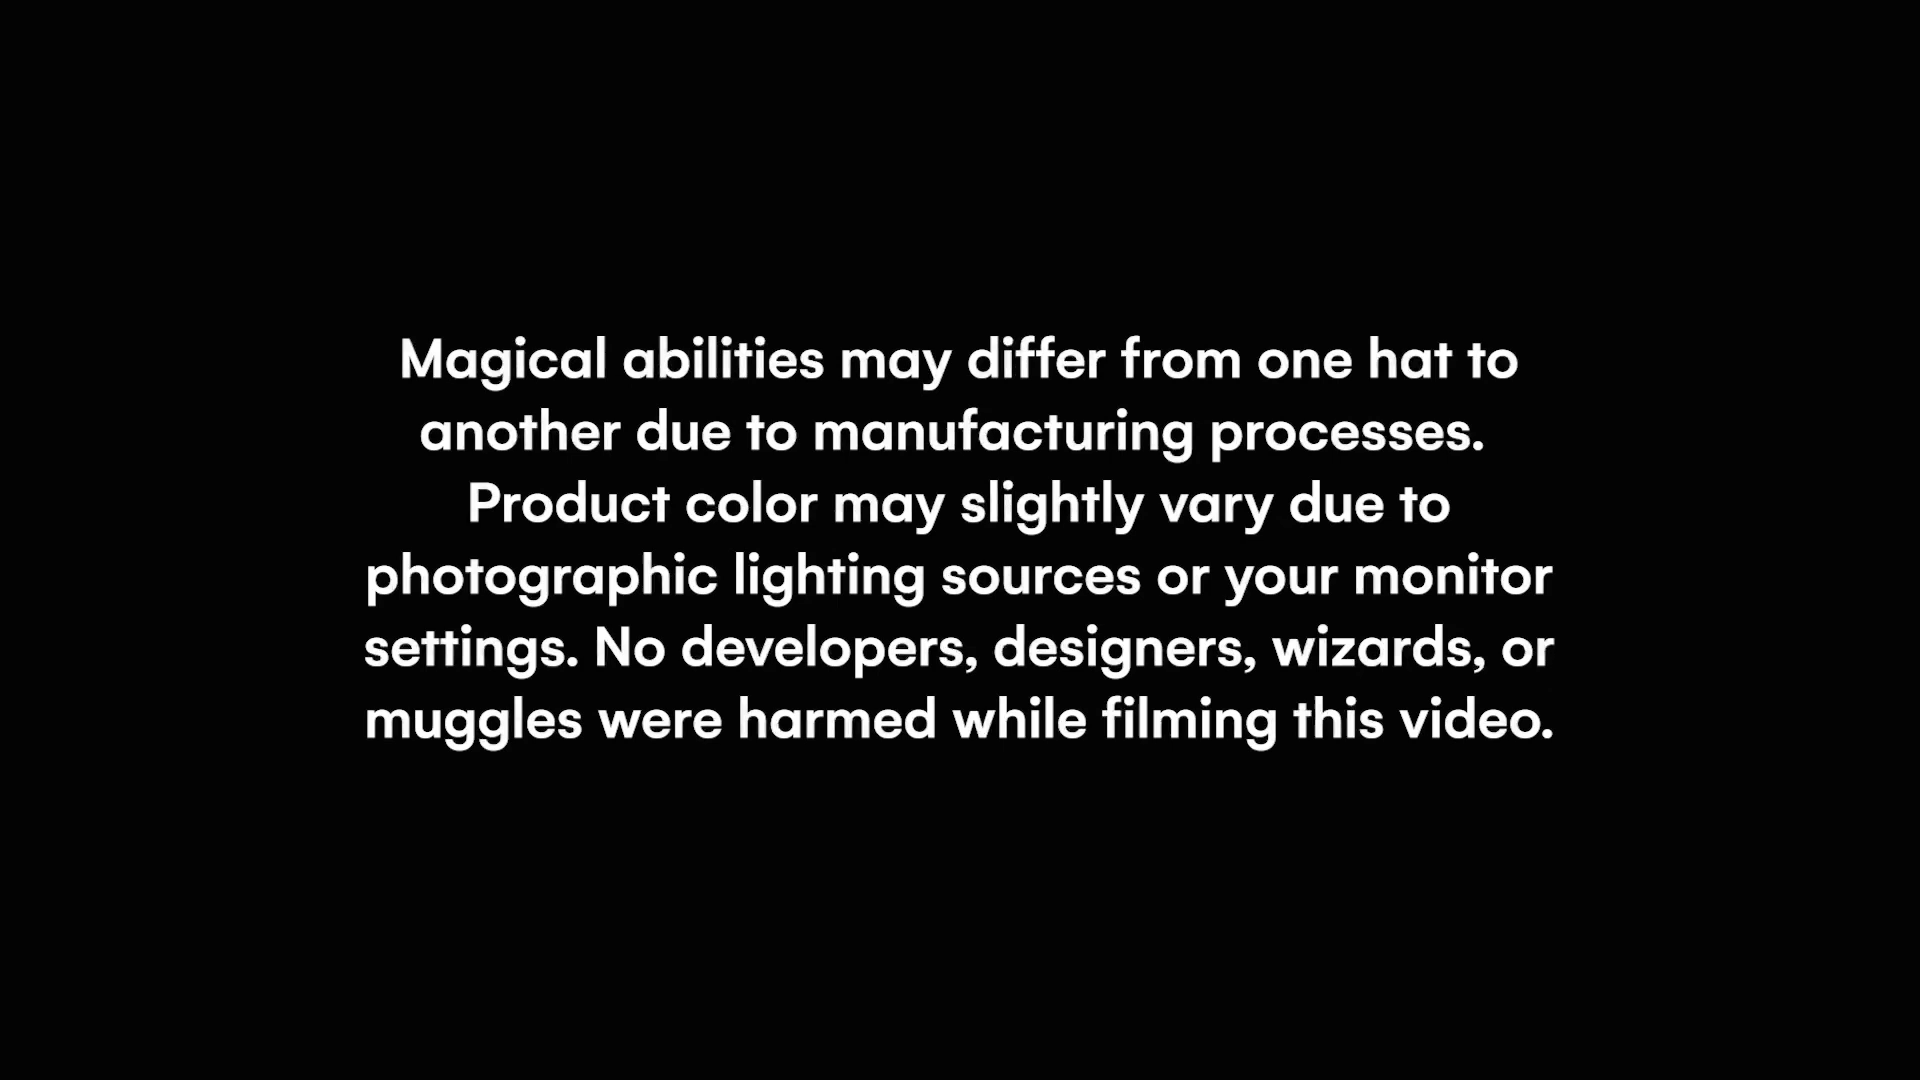 Magical abilities may differ from one hat to
another due to manufacturing processes.
Product color may slightly vary due to
photographic lighting sources or your monitor
settings. No developers, designers, wizards, or
muggles were harmed while filming this video.